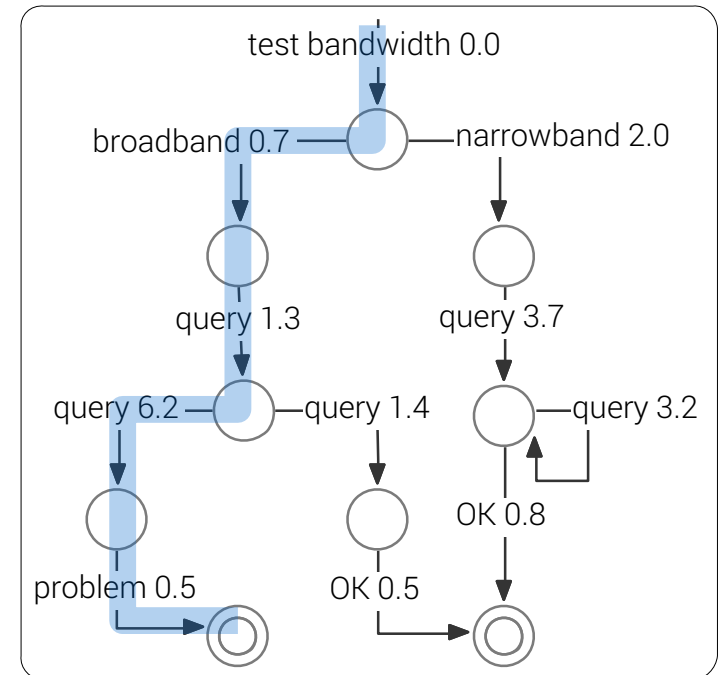 test bandwidth 0.0
broadband 0.7
narrowband 2.0
query 1.3
query 3.7
query 6.2
query 1.4
query 3.2
OK 0.8
problem 0.5
OK 0.5